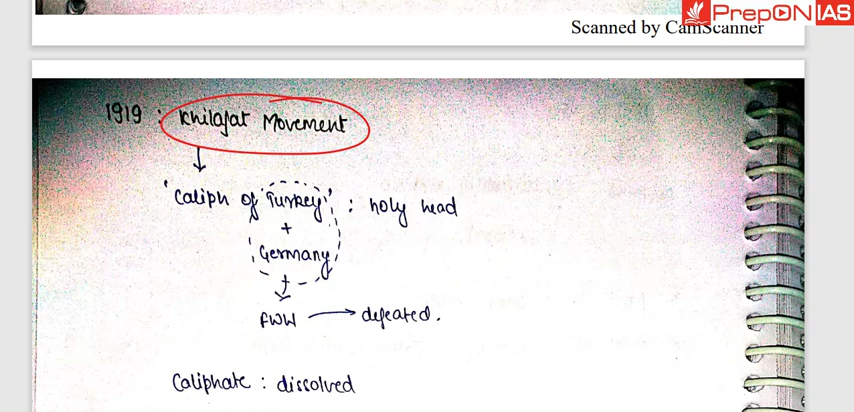 PrepON IAS
Scanned by CamScanner
1919 : Khilafat Movement
'Caliph of Turkey' : holy head
+
Germany
FWW → defeated.
Caliphate : dissolved